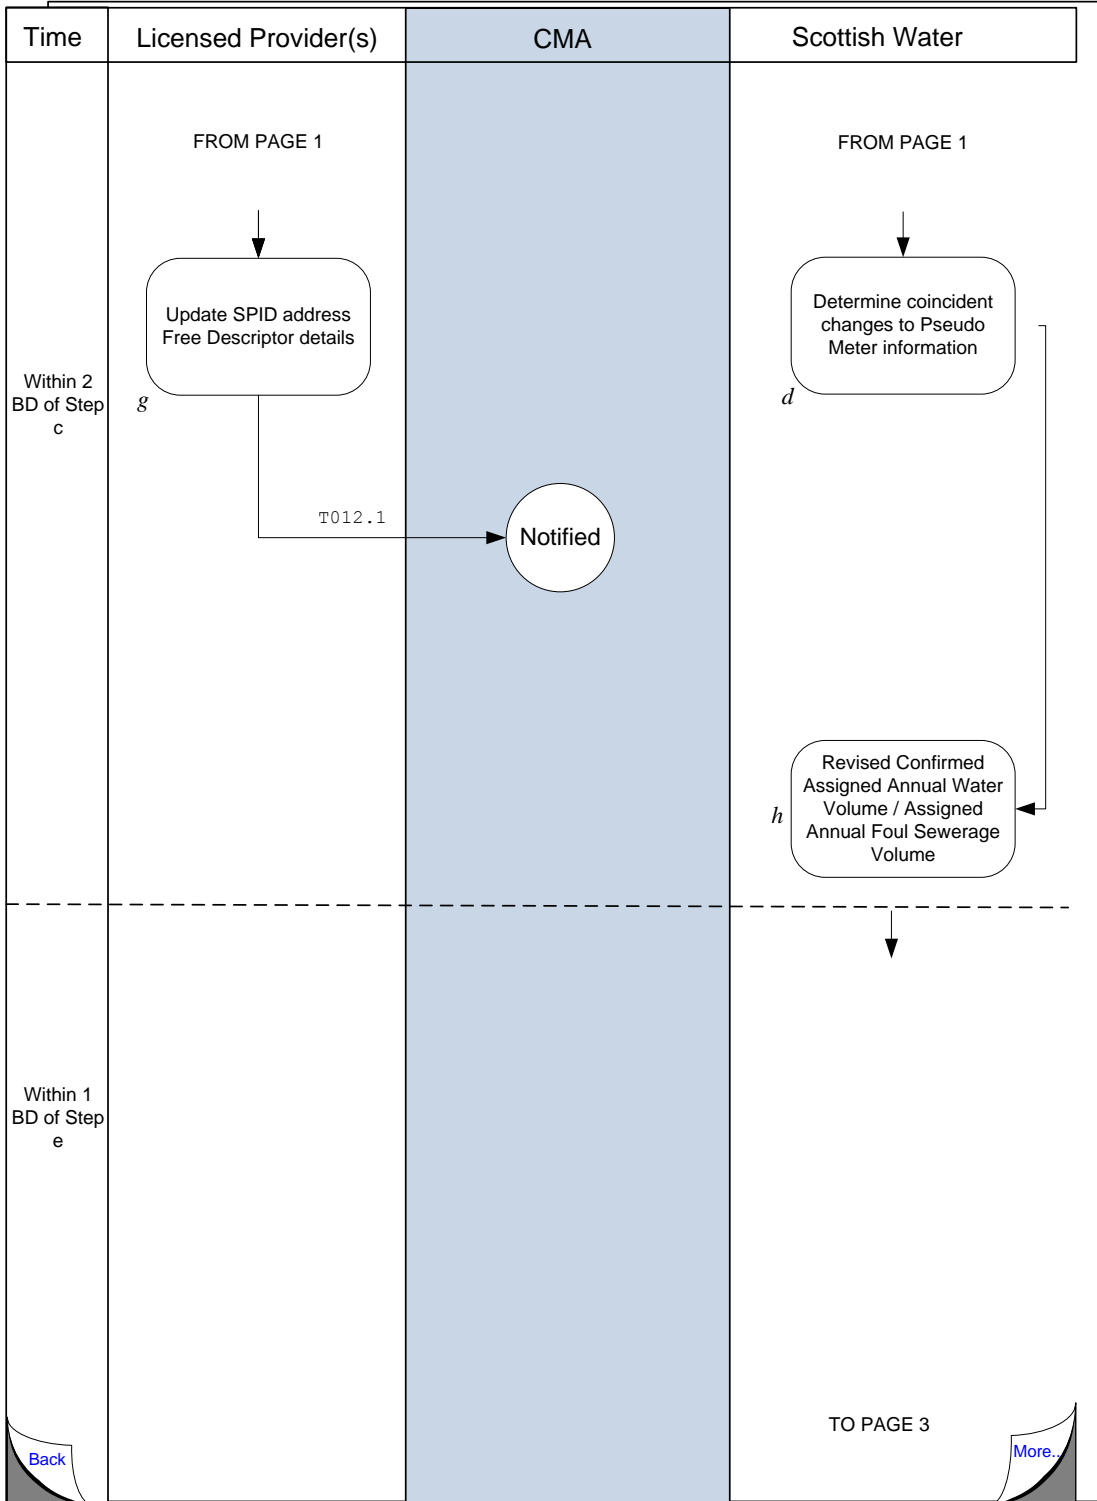 Time
Licensed Provider(s)
CMA
Scottish Water
FROM PAGE 1
FROM PAGE 1
Update SPID address
Free Descriptor details
g
Determine coincident
changes to Pseudo
Meter information
d
Within 2
BD of Step
c
T012.1
Notified
Revised Confirmed
Assigned Annual Water
Volume / Assigned
Annual Foul Sewerage
Volume
h
Within 1
BD of Step
e
TO PAGE 3
Back
More..